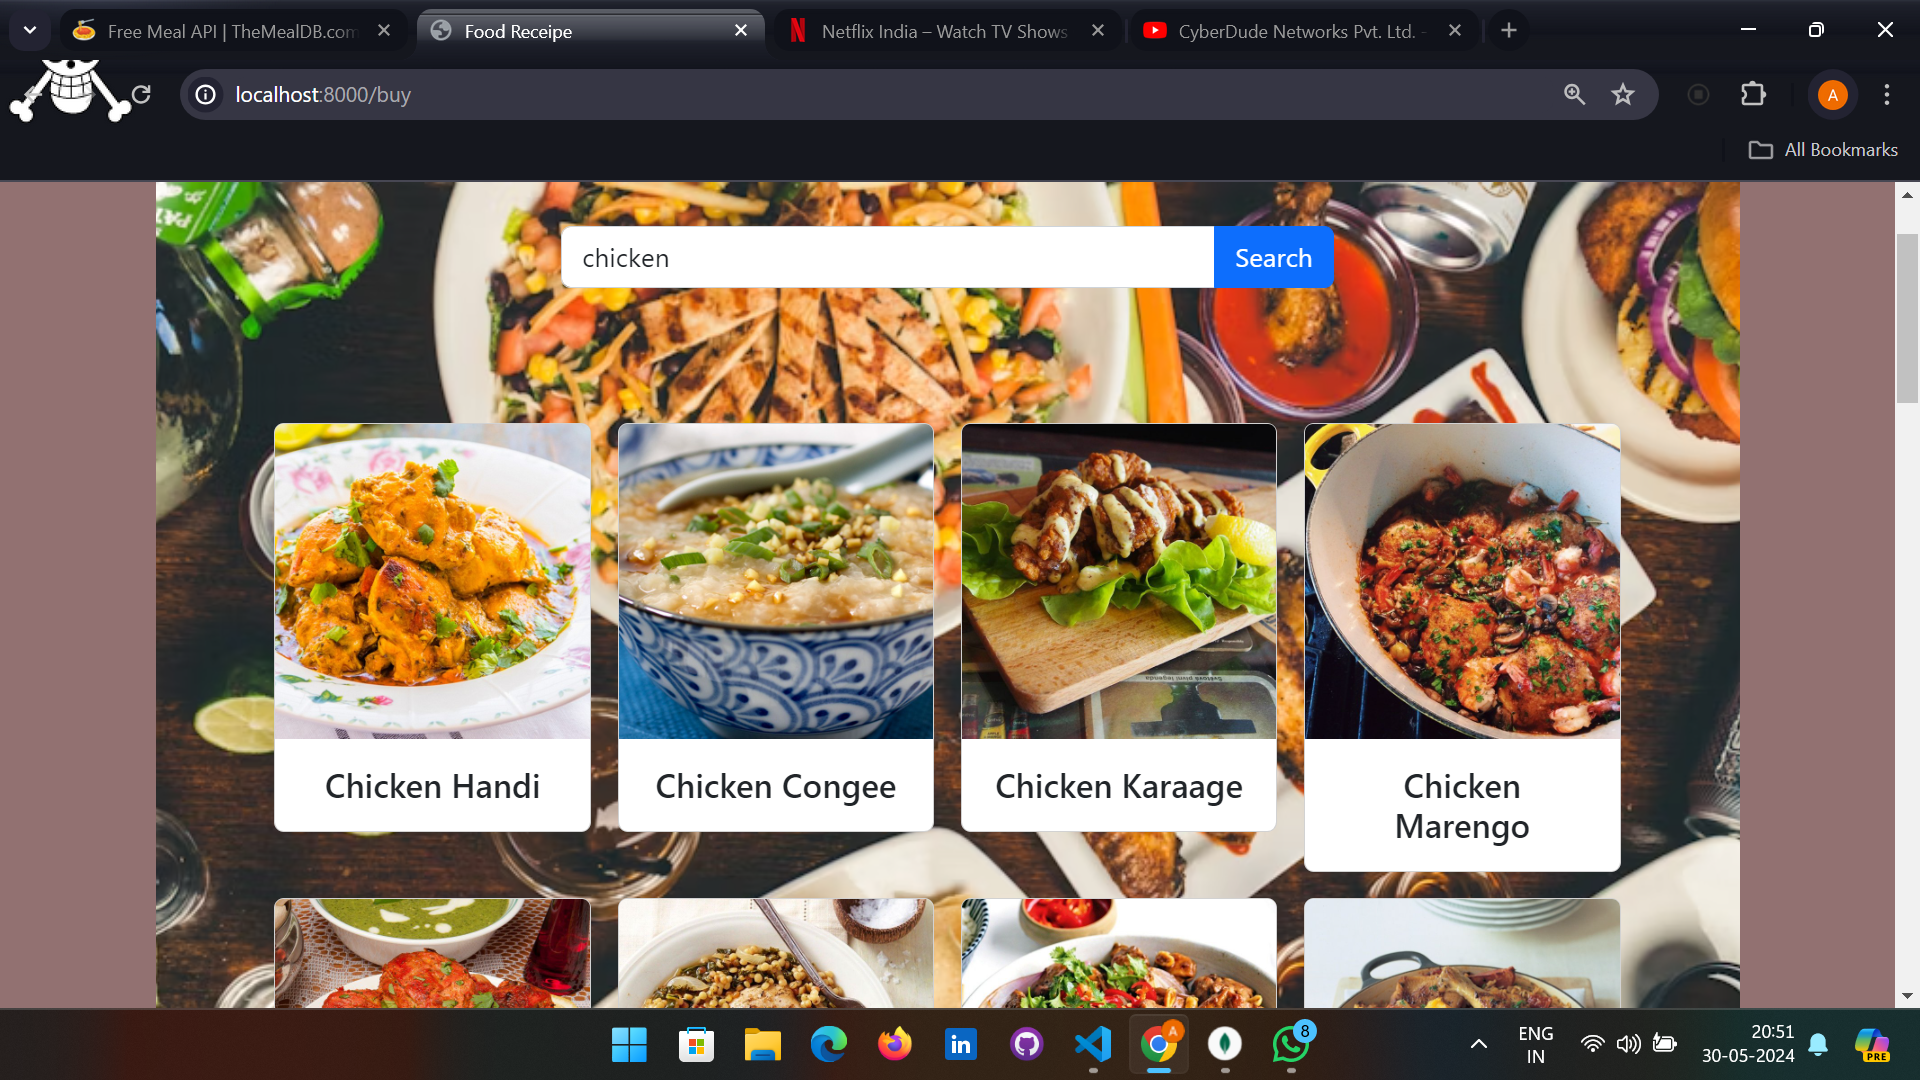 Free Meal API | TheMealDB.com
Food Receipe
Netflix India – Watch TV Shows
CyberDude Networks Pvt. Ltd. -
localhost:8000/buy
A
All Bookmarks
chicken
Search
Chicken Handi
Chicken Congee
Chicken Karaage
Chicken
Marengo
A
8
ENG
IN
20:51
30-05-2024
PRE